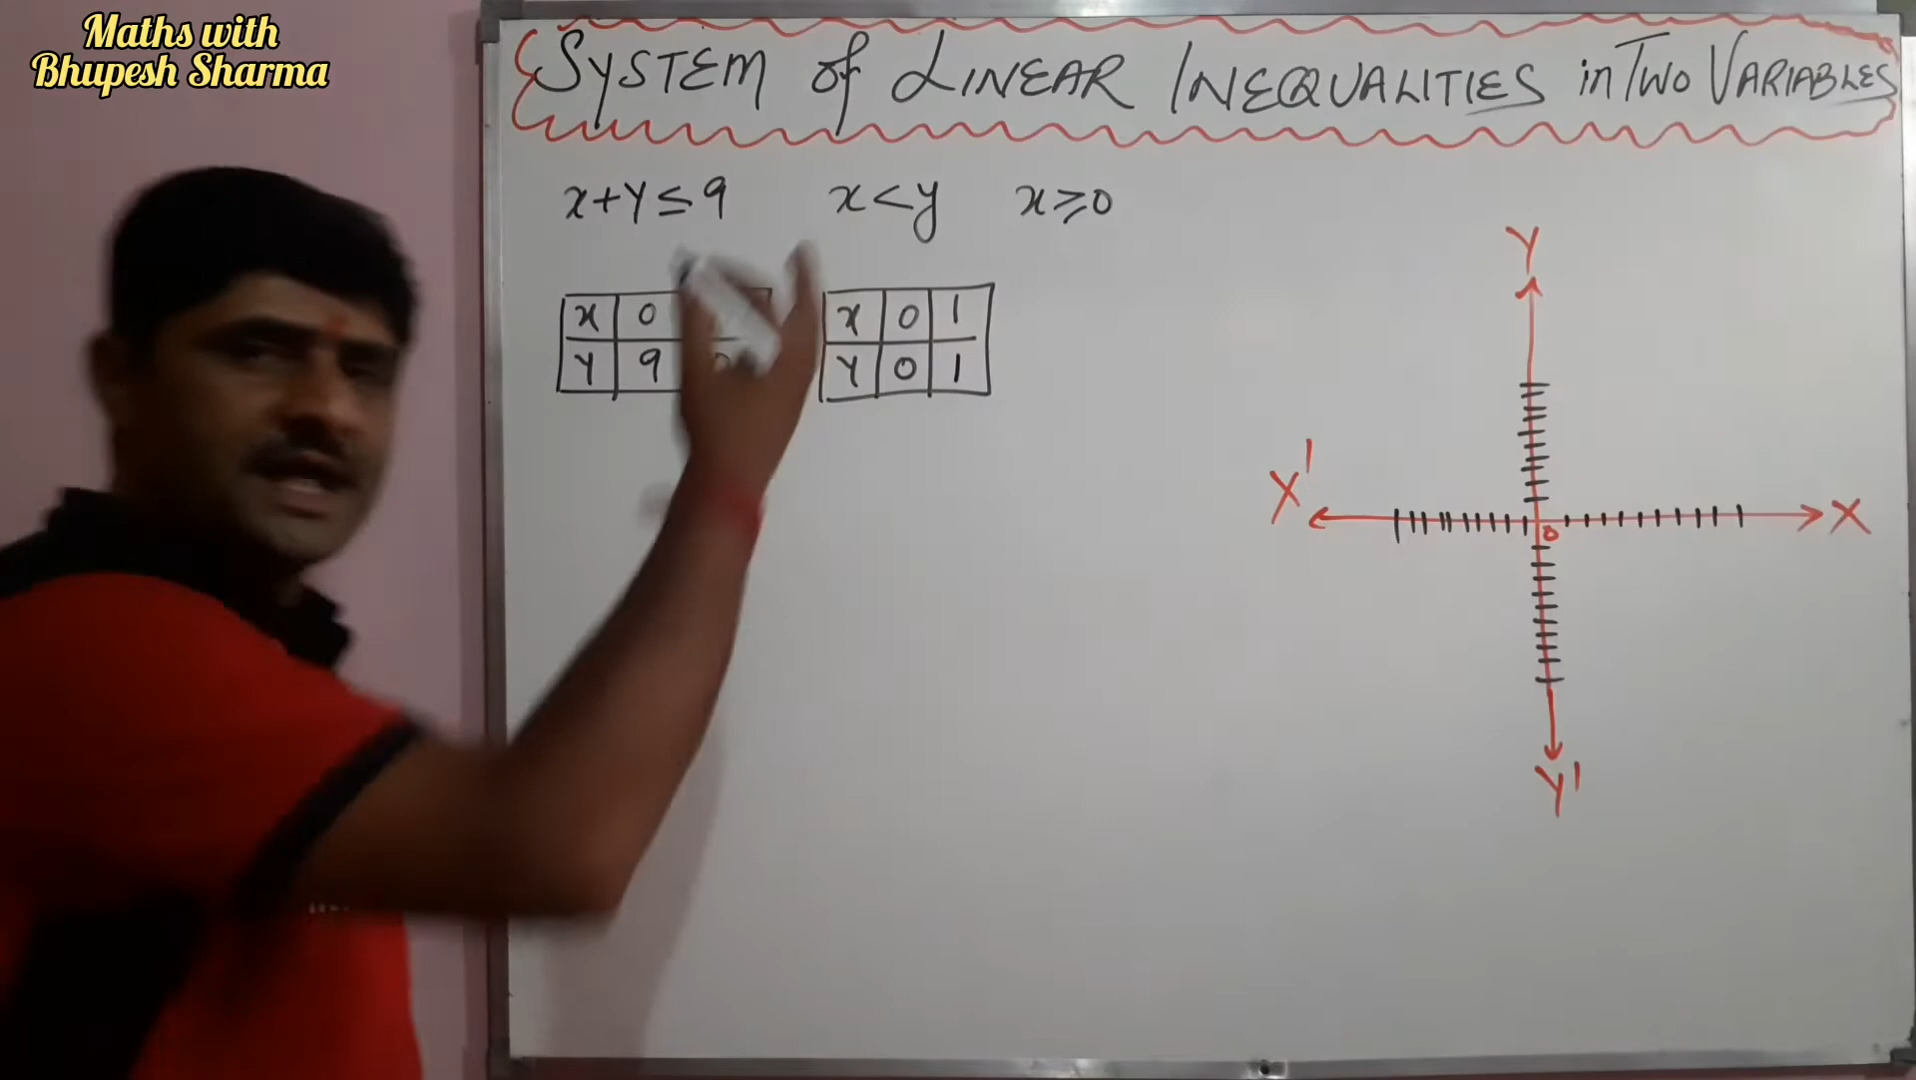 Maths with
Bhupesh Sharma
SYSTEM of LINEAR INEQUALITIES in TWO VARIABLES
x+y≤9 x<y x≥0
x 0 x 0 1
y 9 y 0 1
Y
X' X
0
Y'